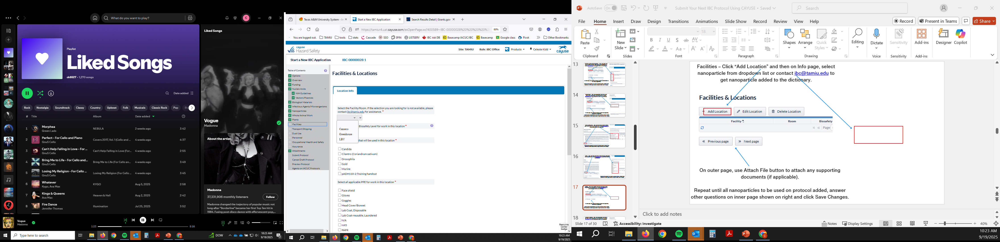 What do you want to play?
C
Liked Songs
Playlist
Liked Songs
ck6527 • 1,270 songs
Date added
Rock
Nostalgia
Soundtrack
Classy
Country
Upbeat
Folk
Musicals
Classic Rock
Pop
# Title Album Date added
1 Morphea NEBULA 2 weeks ago 3:42
Green Lads
2 Perfect - For Cello and Piano Covers 2017, Vol. 1 (Cello and ... 4 weeks ago 4:37
GnuS Cello
3 Can't Help Falling in Love - For ... Can't Help Falling in Love (For... 4 weeks ago 2:55
GnuS Cello
4 Bring Me to Life - For Cello and... Bring Me to Life (For Cello an... 4 weeks ago 3:49
GnuS Cello
5 Losing My Religion - For Cello ... Losing My Religion (For Cello ... 4 weeks ago 3:45
GnuS Cello
6 Whatever KYGO Aug 5, 2025 2:58
Kygo, Ava Max
7 Kings & Queens Heaven & Hell Aug 2, 2025 2:42
Ava Max
8 Fire Dance Illumination Jul 25, 2025 3:52
Jennifer Thomas
Vogue
Madonna
About the artist
Madonna
37,331,906 monthly listeners
Follow
Madonna changed the trajectory of popular music not
long after "Borderline" became her first Top Ten hit in
1984. Fusing post-disco dance with effervescent pop,...
Vogue
Madonna
1:23
5:16
Type here to search
DOW
10:23 AM
9/19/2025
Texas A&M University System - In
Start a New IBC Application
Search Results Detail | Grants.gov
https://tamiur4.uat.cayuse.com/esOpenPage.wc?400589~IBC-00000028%20%20%20%20%2
80%
You are logged out.
TAMIU
tools
stats
Cascade
SSO
SPIN
LISTSERV
IBC risk DB
Basecamp IACUC/IBC
Basecamp
Google class
Pivot
Other Bookmarks
cayuse
Hazard Safety
Site: TAMIU
Role: IBC Office
Products
Celeste Kidd
cayuse
Start a New IBC Application
IBC-00000028 1
Table of Contents
Options
Overview
Funding
Nucleic Acids
NIH Guidelines
Vectors/Plasmids
Biological Materials
Infectious Agents/Microorganisms
Nanoparticles
Whole Animal Work
Plants
Facilities
Transport/Shipping
Dual Use
Personnel
Occupational Health and Safety
Assurance
Attachments
Submit Protocol
Cancel Draft Protocol
Preview Protocol
Agents on IACUC Protocols
Facilities & Locations
Location Info
Select the Facility/Room. If the selection you are looking for is not available, please
contact ibc@tamiu.edu for assistance. *
Canseco
Greenhouse
LBV
Biosafety Level for work in this location *
that will be used in this location *
Candida
Cilantro (Coriandrum sativum)
Drosophila
Gold
Murine
pADH118-2:Training handout
Select all applicable PPE for work in this location *
Face shield
Gloves
Goggles
Head Cover/Bonnet
Lab Coat, Disposable
Lab Coat-reusable, Laundered
N/A
N95
PAPR
Resource
Center
badge
10:23 AM
9/19/2025
AutoSave
On
Submit Your Next IBC Protocol Using CAYUSE • Saved
Search
File
Home
Insert
Draw
Design
Transitions
Animations
Slide Show
Record
Review
View
Help
Record
Present in Teams
Share
Paste
Clipboard
New
Slide
Slides
18
B I U S ab AV
A Aa A A A
Font
Paragraph
Shapes
Arrange
Quick
Styles
Drawing
Editing
Dictate
Voice
Sensitivity
Sensitivity
Add-ins
Add-ins
Designer
Copilot
13
14
15
16
17
18
Facilities – Click “Add Location” and then on Info page, select
nanoparticle from dropdown list or contact ibc@tamiu.edu to
get nanoparticle added to the dictionary.
Facilities & Locations
Add Location
Edit Location
Delete Location
Facility
Room
Biosafety
Page
Previous page
Next page
On outer page, use Attach File button to attach any supporting
documents (if applicable).
Repeat until all nanoparticles to be used on protocol added, answer
other questions on inner page shown on right and click Save Changes.
Click to add notes
Slide 17 of 30
Accessibility: Investigate
Notes
Display Settings
40%
10:23 AM
9/19/2025